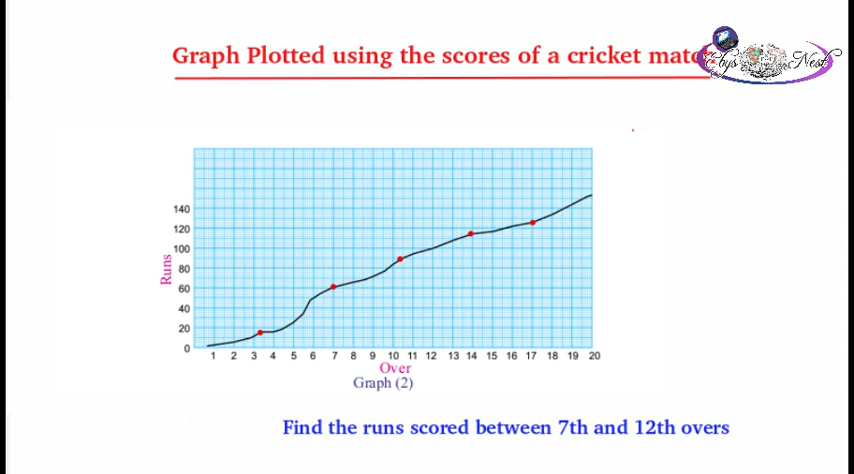 Graph Plotted using the scores of a cricket matc
Ebys Nest
140
120
100
80
60
40
20
0
Runs
1 2 3 4 5 6 7 8 9 10 11 12 13 14 15 16 17 18 19 20
Over
Graph (2)
Find the runs scored between 7th and 12th overs